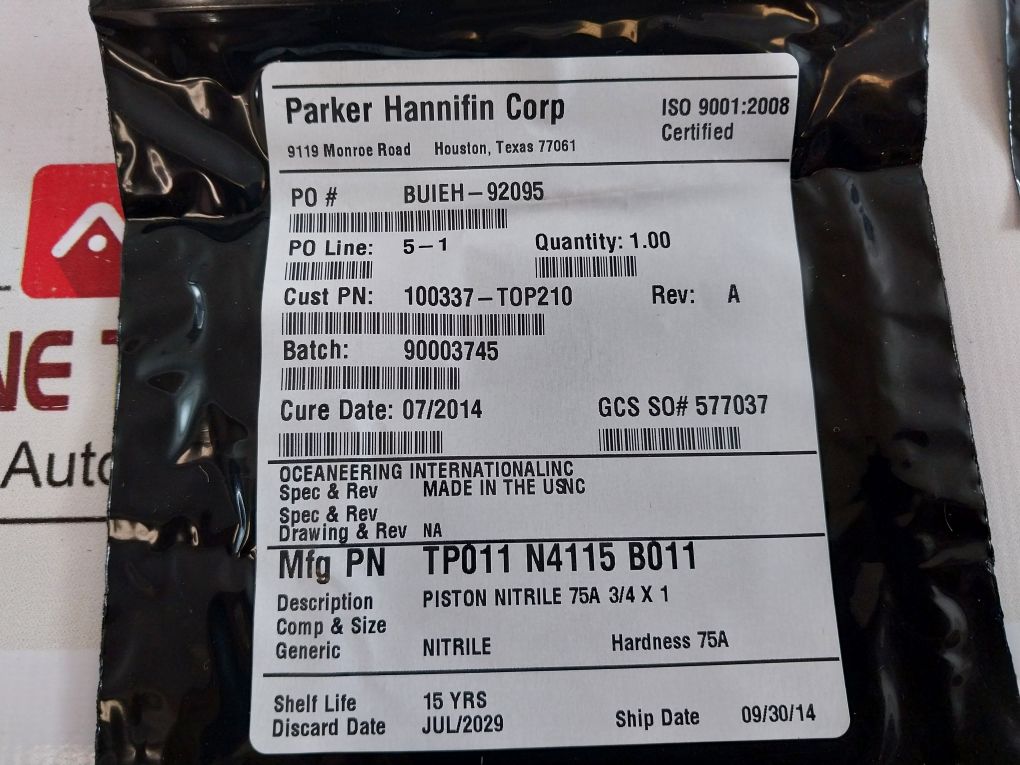 Parker Hannifin Corp
ISO 9001:2008
Certified
9119 Monroe Road Houston, Texas 77061
PO # BUIEH-92095
PO Line: 5-1 Quantity: 1.00
Cust PN: 100337-TOP210 Rev: A
Batch: 90003745
Cure Date: 07/2014 GCS SO# 577037
OCEANEERING INTERNATIONALINC
Spec & Rev MADE IN THE
Spec & Rev
Drawing & Rev NA
Mfg PN TP011 N4115 B011
Description PISTON NITRILE 75A 3/4 X 1
Comp & Size
Generic NITRILE Hardness 75A
Shelf Life 15 YRS
Discard Date JUL/2029 Ship Date 09/30/14
NE
Auto